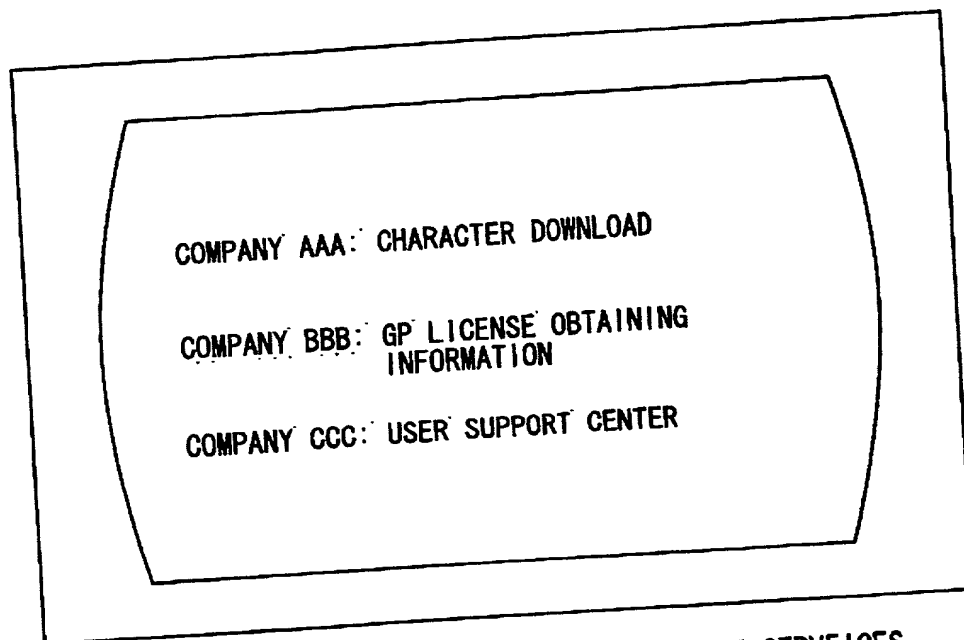 COMPANY AAA: CHARACTER DOWNLOAD
COMPANY BBB: GP LICENSE OBTAINING
INFORMATION
COMPANY CCC: USER SUPPORT CENTER